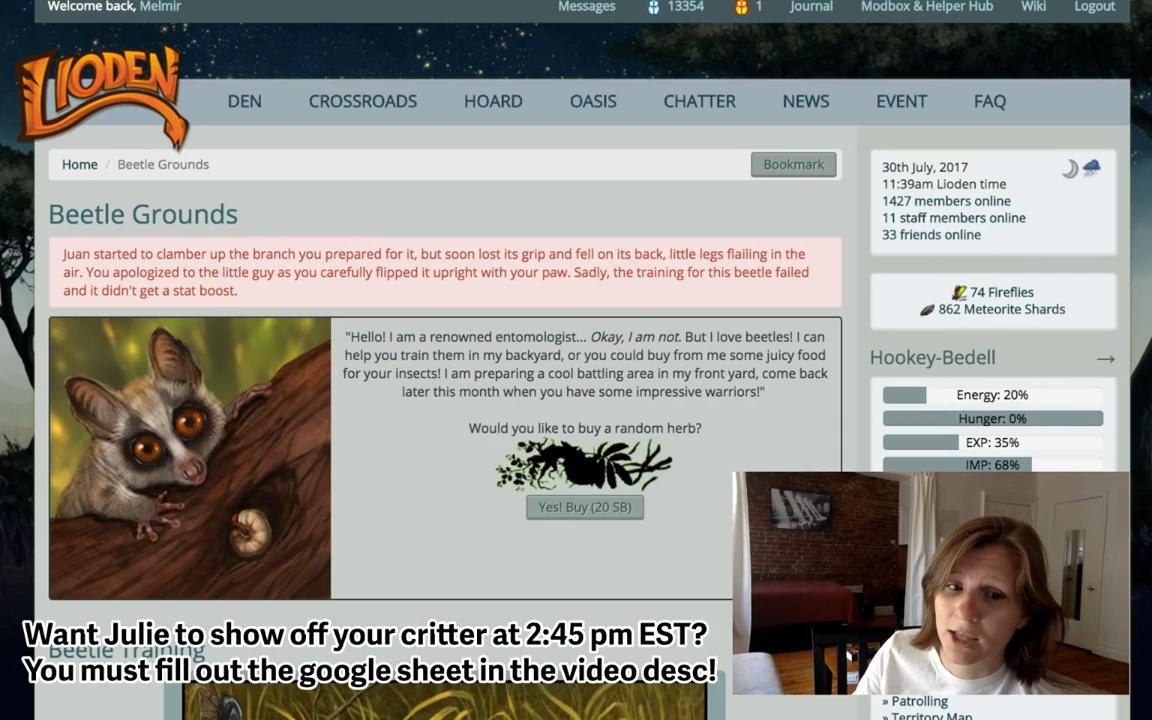 Welcome back, Melmir
Messages 13354 1 Journal Modbox & Helper Hub Wiki Logout
LIODEN
DEN CROSSROADS HOARD OASIS CHATTER NEWS EVENT FAQ
Home / Beetle Grounds
Bookmark
Beetle Grounds
Juan started to clamber up the branch you prepared for it, but soon lost its grip and fell on its back, little legs flailing in the
air. You apologized to the little guy as you carefully flipped it upright with your paw. Sadly, the training for this beetle failed
and it didn't get a stat boost.
"Hello! I am a renowned entomologist... Okay, I am not. But I love beetles! I can
help you train them in my backyard, or you could buy from me some juicy food
for your insects! I am preparing a cool battling area in my front yard, come back
later this month when you have some impressive warriors!"
Would you like to buy a random herb?
Yes! Buy (20 SB)
30th July, 2017
11:39am Lioden time
1427 members online
11 staff members online
33 friends online
74 Fireflies
862 Meteorite Shards
Hookey-Bedell →
Energy: 20%
Hunger: 0%
EXP: 35%
IMP: 68%
Want Julie to show off your critter at 2:45 pm EST?
Beetle Training
You must fill out the google sheet in the video desc!
» Patrolling
» Territory Map